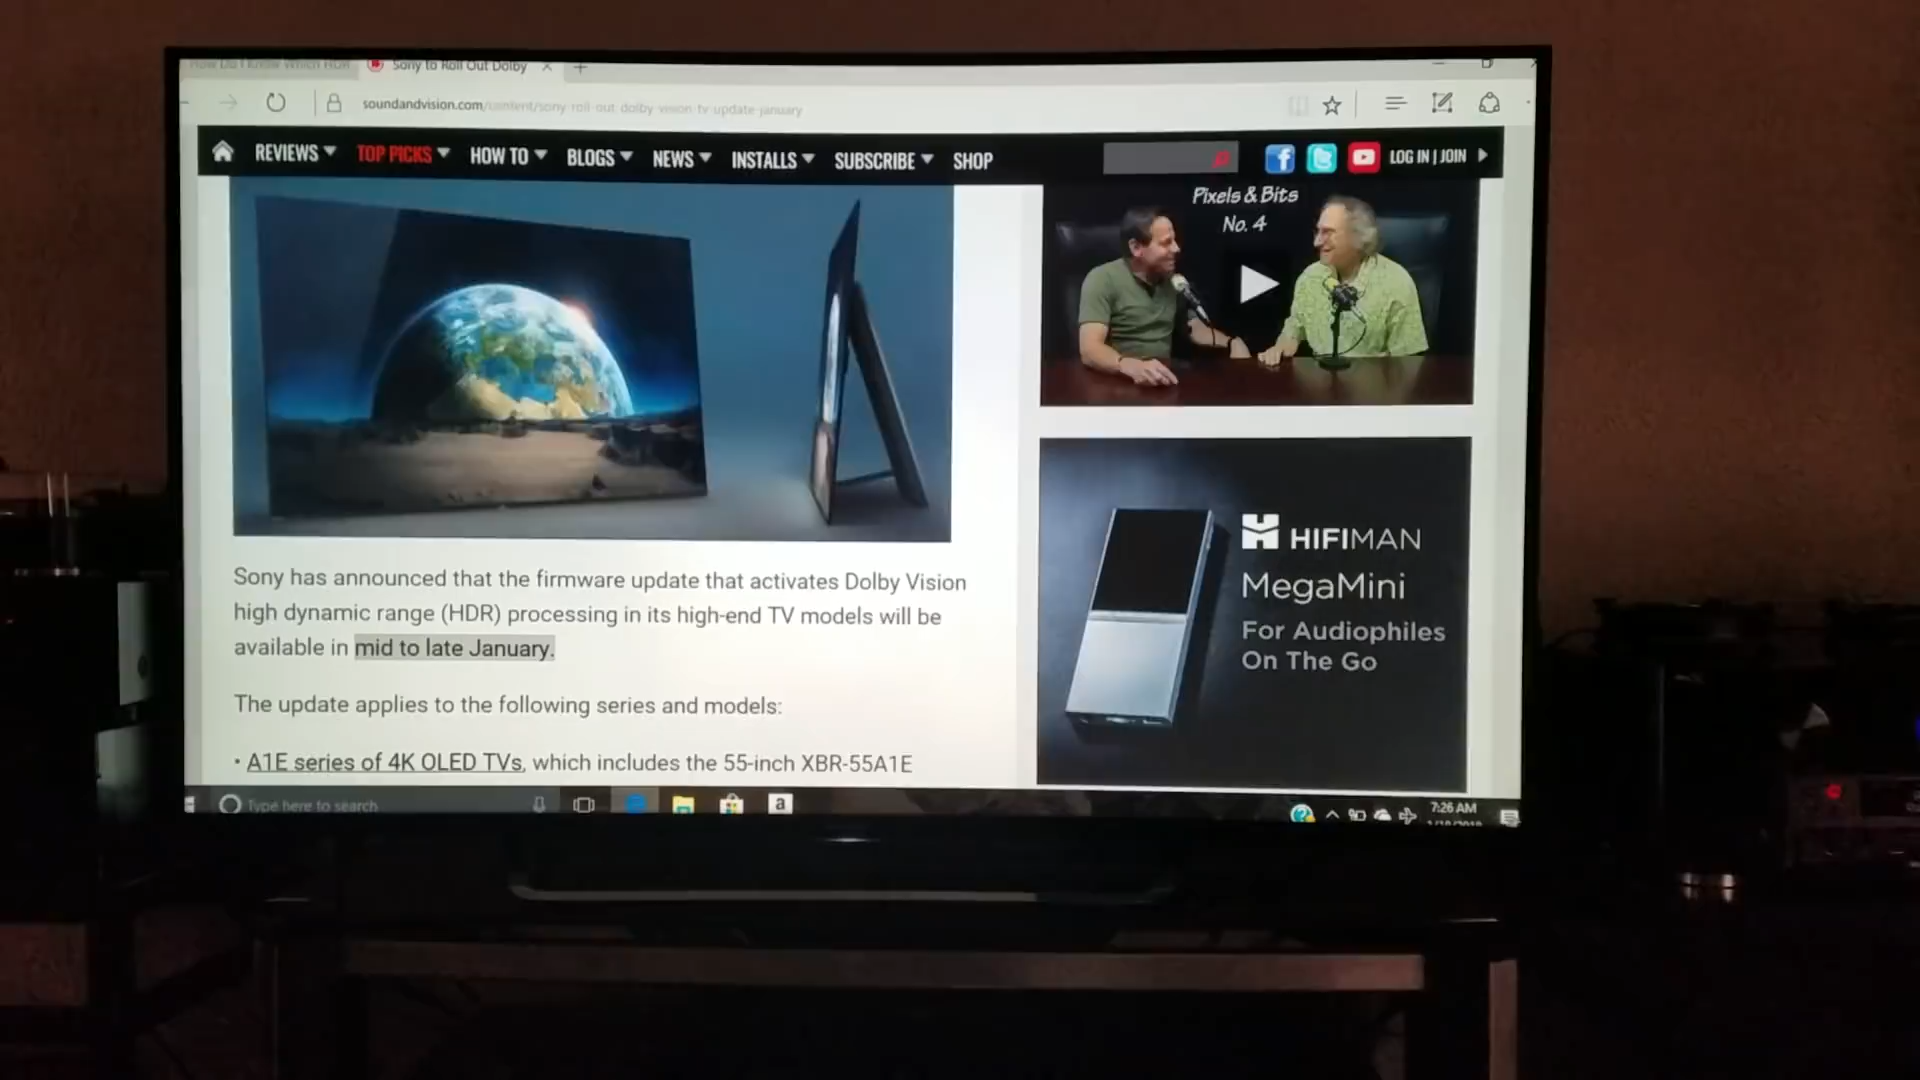 How Do I Know Which HDR
Sony to Roll Out Dolby
soundandvision.com/content/sony-roll-out-dolby-vision-tv-update-january
REVIEWS TOP PICKS HOW TO BLOGS NEWS INSTALLS SUBSCRIBE SHOP LOG IN | JOIN
Pixels & Bits
No. 4
Sony has announced that the firmware update that activates Dolby Vision
high dynamic range (HDR) processing in its high-end TV models will be
available in mid to late January.
The update applies to the following series and models:
• A1E series of 4K OLED TVs, which includes the 55-inch XBR-55A1E
HIFIMAN
MegaMini
For Audiophiles
On The Go
Type here to search
a
7:26 AM